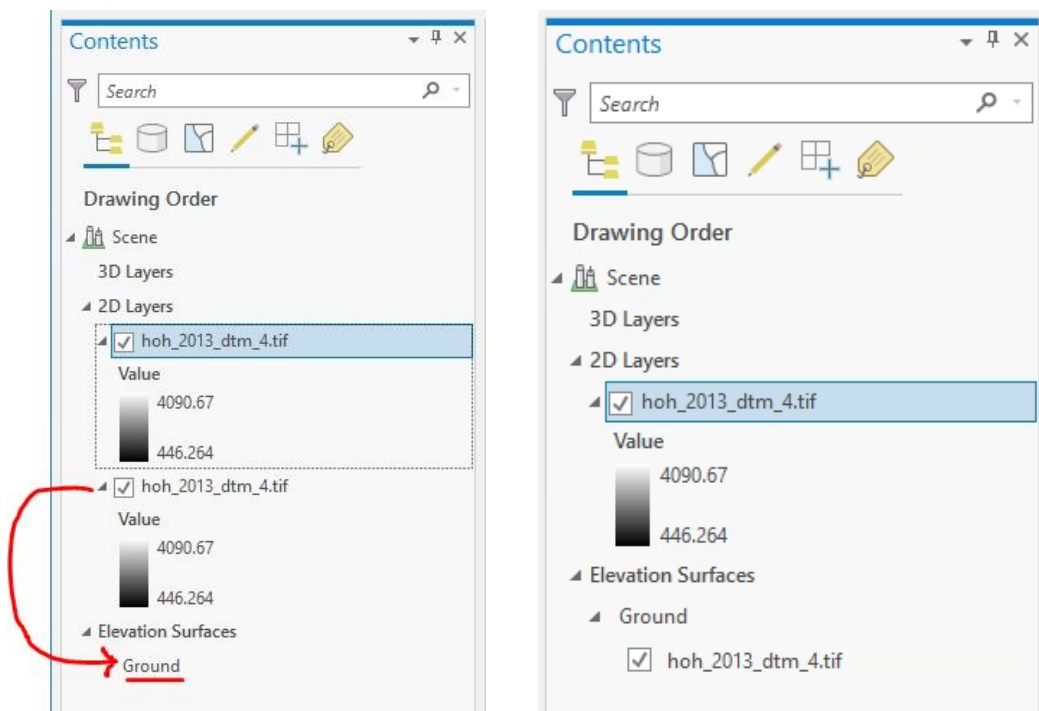 Contents
Search
Drawing Order
Scene
3D Layers
2D Layers
hoh_2013_dtm_4.tif
Value
4090.67
446.264
hoh_2013_dtm_4.tif
Value
4090.67
446.264
Elevation Surfaces
Ground
Contents
Search
Drawing Order
Scene
3D Layers
2D Layers
hoh_2013_dtm_4.tif
Value
4090.67
446.264
Elevation Surfaces
Ground
hoh_2013_dtm_4.tif